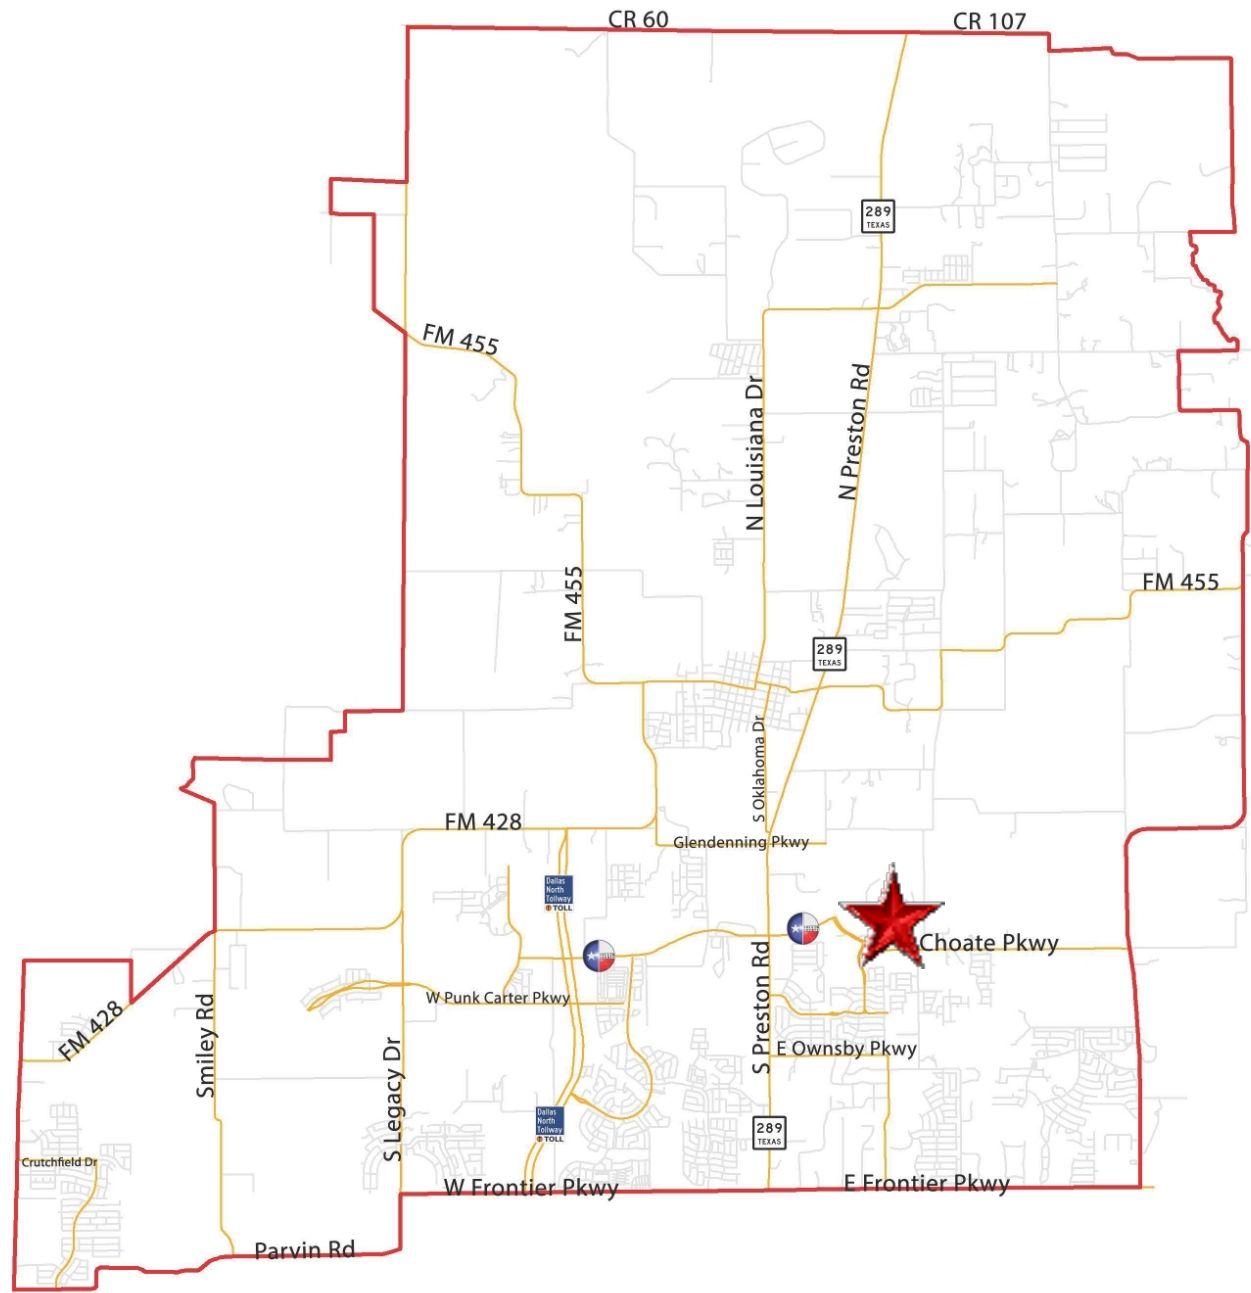 CR 60
CR 107
289
TEXAS
FM 455
N Louisiana Dr
N Preston Rd
FM 455
FM 455
289
TEXAS
S Oklahoma Dr
FM 428
Glendenning Pkwy
Dallas
North
Tollway
TOLL
Choate Pkwy
W Punk Carter Pkwy
S Preston Rd
FM 428
Smiley Rd
S Legacy Dr
E Ownsby Pkwy
Dallas
North
Tollway
TOLL
289
TEXAS
Crutchfield Dr
W Frontier Pkwy
E Frontier Pkwy
Parvin Rd